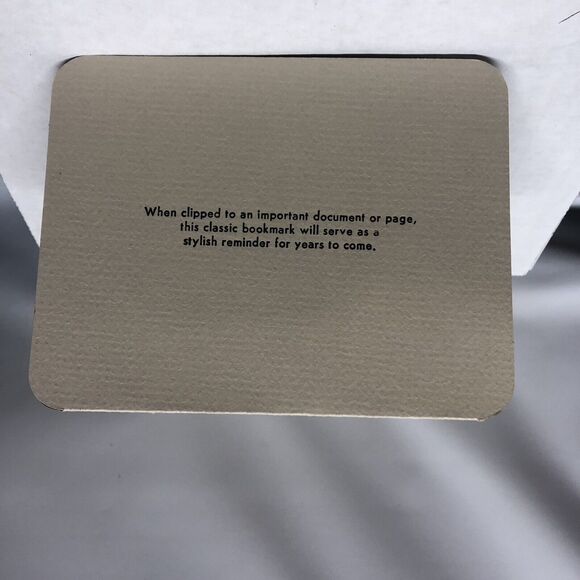 When clipped to an important document or page,
this classic bookmark will serve as a
stylish reminder for years to come.